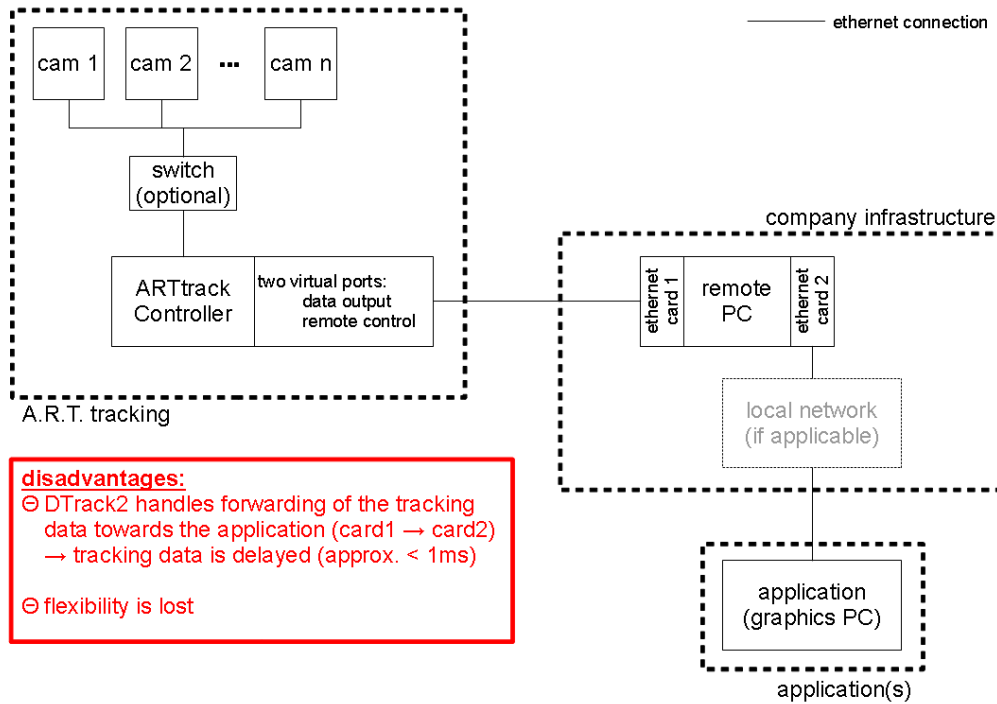 ethernet connection
cam 1
cam 2
...
cam n
switch
(optional)
company infrastructure
ARTtrack
Controller
two virtual ports:
data output
remote control
ethernet
card 1
remote
PC
ethernet
card 2
A.R.T. tracking
local network
(if applicable)
disadvantages:
⊖ DTrack2 handles forwarding of the tracking
data towards the application (card1 → card2)
→ tracking data is delayed (approx. < 1ms)
⊖ flexibility is lost
application
(graphics PC)
application(s)